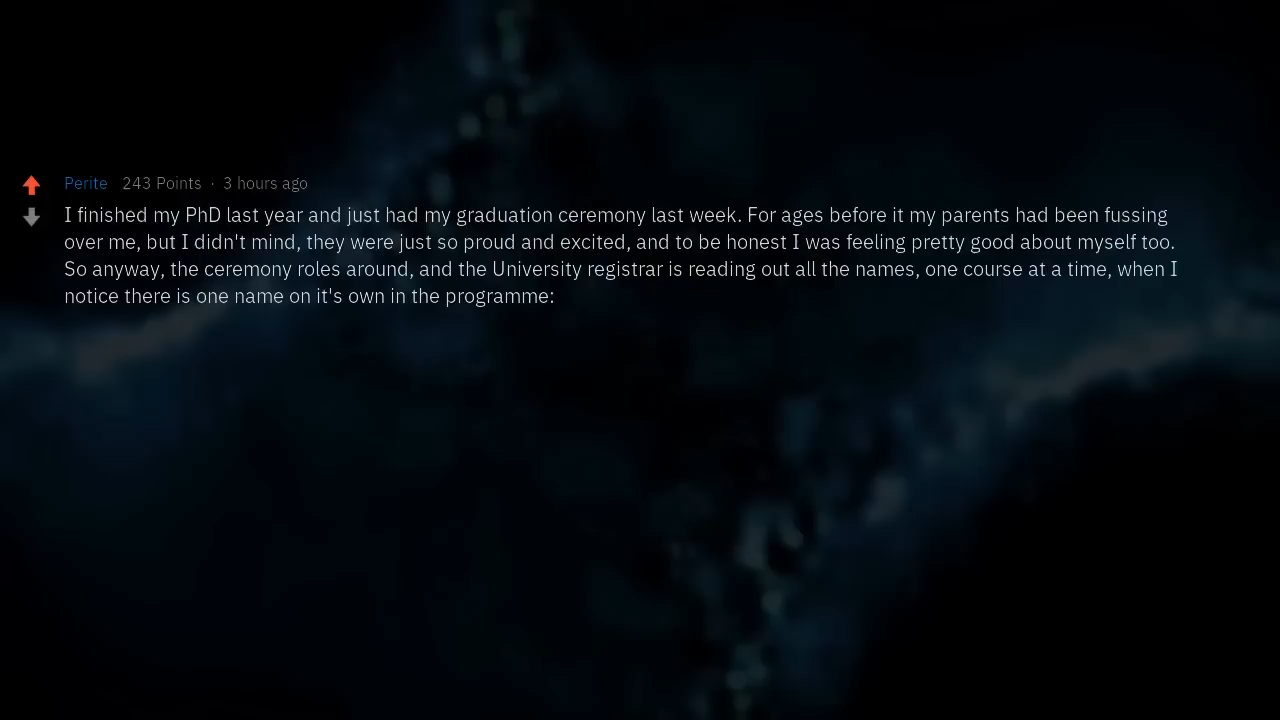 Perite 243 Points · 3 hours ago
I finished my PhD last year and just had my graduation ceremony last week. For ages before it my parents had been fussing
over me, but I didn't mind, they were just so proud and excited, and to be honest I was feeling pretty good about myself too.
So anyway, the ceremony roles around, and the University registrar is reading out all the names, one course at a time, when I
notice there is one name on it's own in the programme: